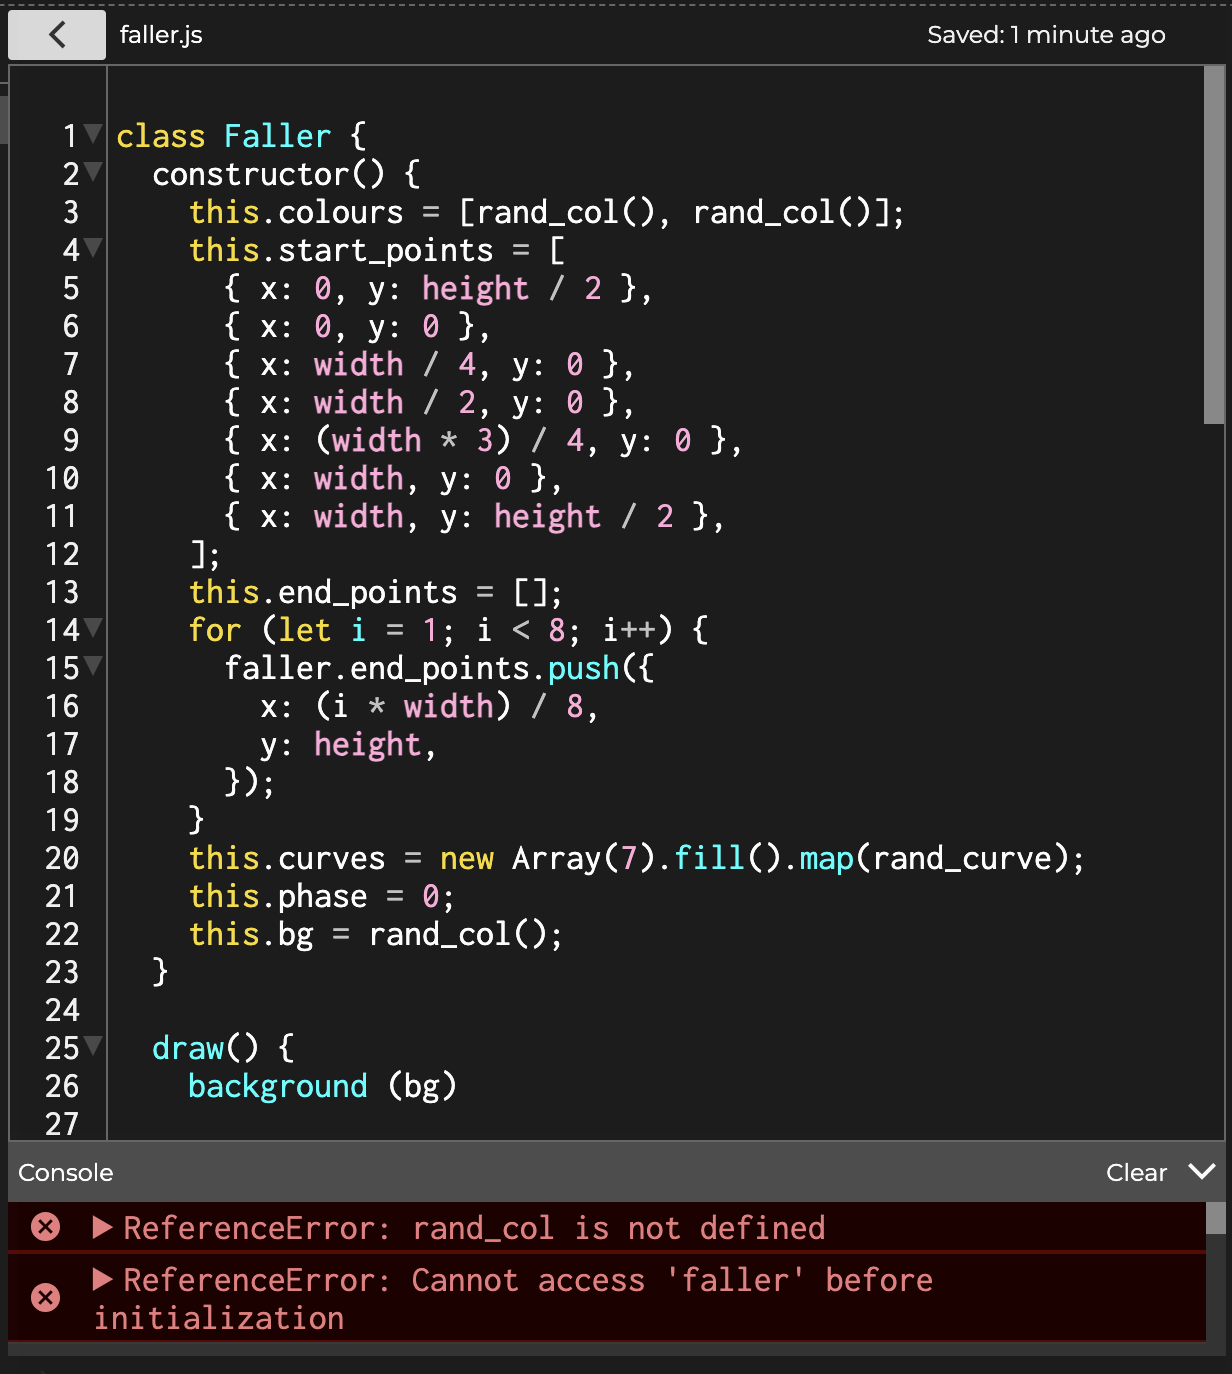 faller.js
Saved: 1 minute ago
1 class Faller {
2 constructor() {
3 this.colours = [rand_col(), rand_col()];
4 this.start_points = [
5 { x: 0, y: height / 2 },
6 { x: 0, y: 0 },
7 { x: width / 4, y: 0 },
8 { x: width / 2, y: 0 },
9 { x: (width * 3) / 4, y: 0 },
10 { x: width, y: 0 },
11 { x: width, y: height / 2 },
12 ];
13 this.end_points = [];
14 for (let i = 1; i < 8; i++) {
15 faller.end_points.push({
16 x: (i * width) / 8,
17 y: height,
18 });
19 }
20 this.curves = new Array(7).fill().map(rand_curve);
21 this.phase = 0;
22 this.bg = rand_col();
23 }
24
25 draw() {
26 background (bg)
27
Console
Clear
ReferenceError: rand_col is not defined
ReferenceError: Cannot access 'faller' before
initialization